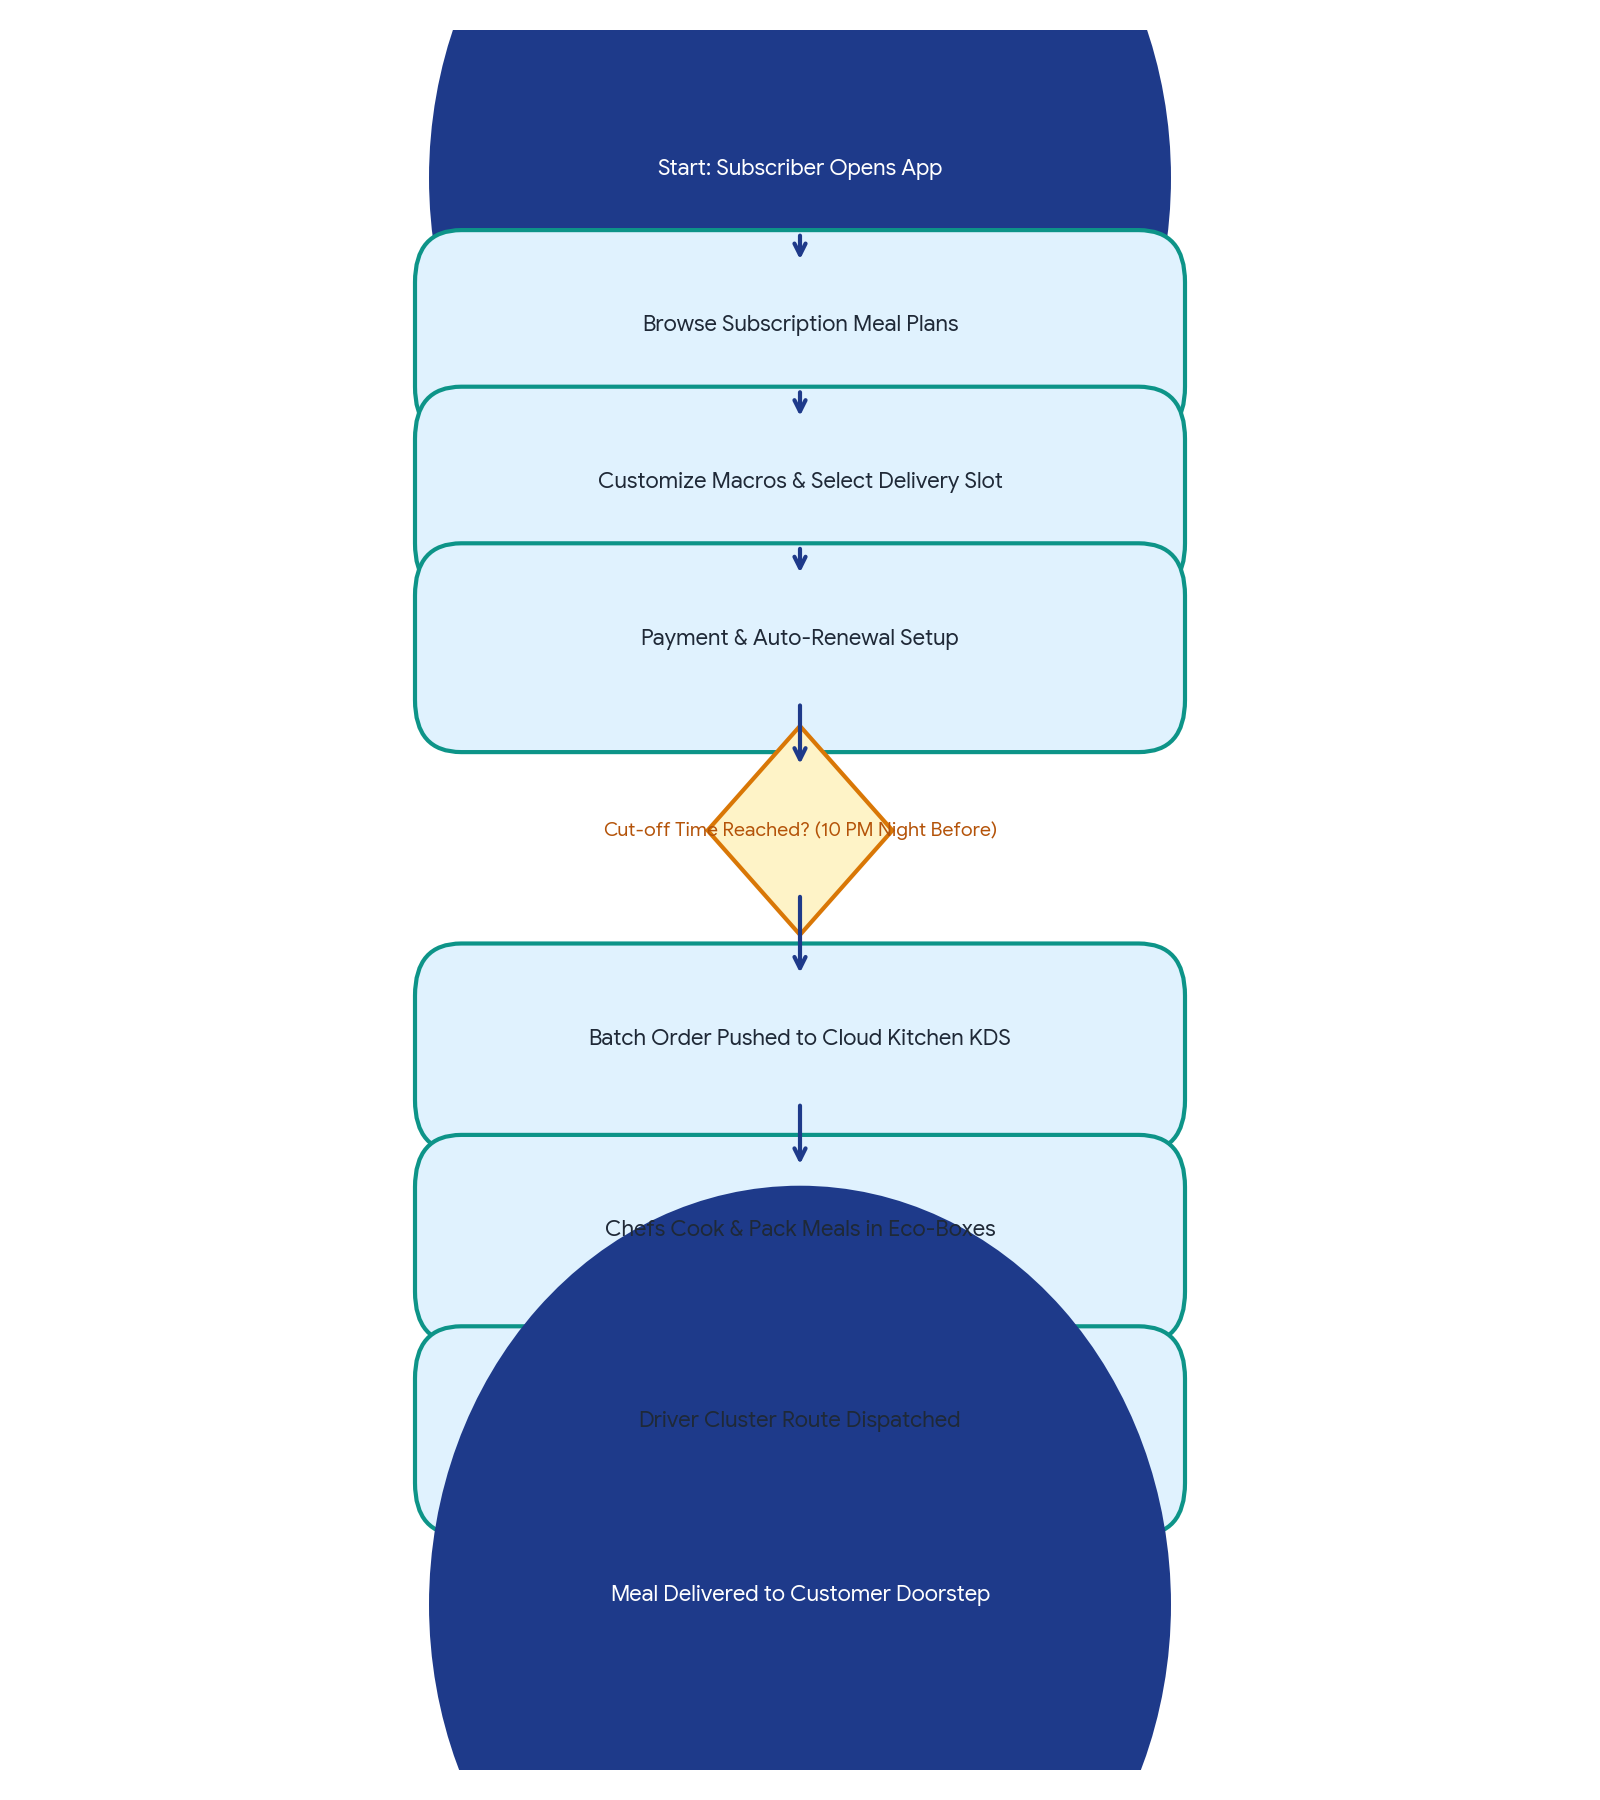 Start: Subscriber Opens App
Browse Subscription Meal Plans
Customize Macros & Select Delivery Slot
Payment & Auto-Renewal Setup
Cut-off Time Reached? (10 PM Night Before)
Batch Order Pushed to Cloud Kitchen KDS
Chefs Cook & Pack Meals in Eco-Boxes
Driver Cluster Route Dispatched
Meal Delivered to Customer Doorstep